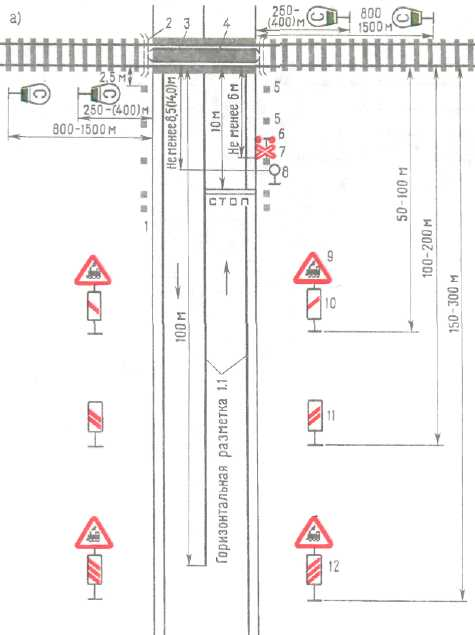 а)
2
3
4
250-
(400)м
С
800
1500м
С
2,5 м
С
С
250-(400)м
800-1500 м
Не менее 8,5(14,0)м
10 м
Не менее 6 м
5
5
6
7
8
СТОП
1
50-100 м
100-200 м
150-300 м
100 м
Горизонтальная разметка 1.1
9
10
11
12